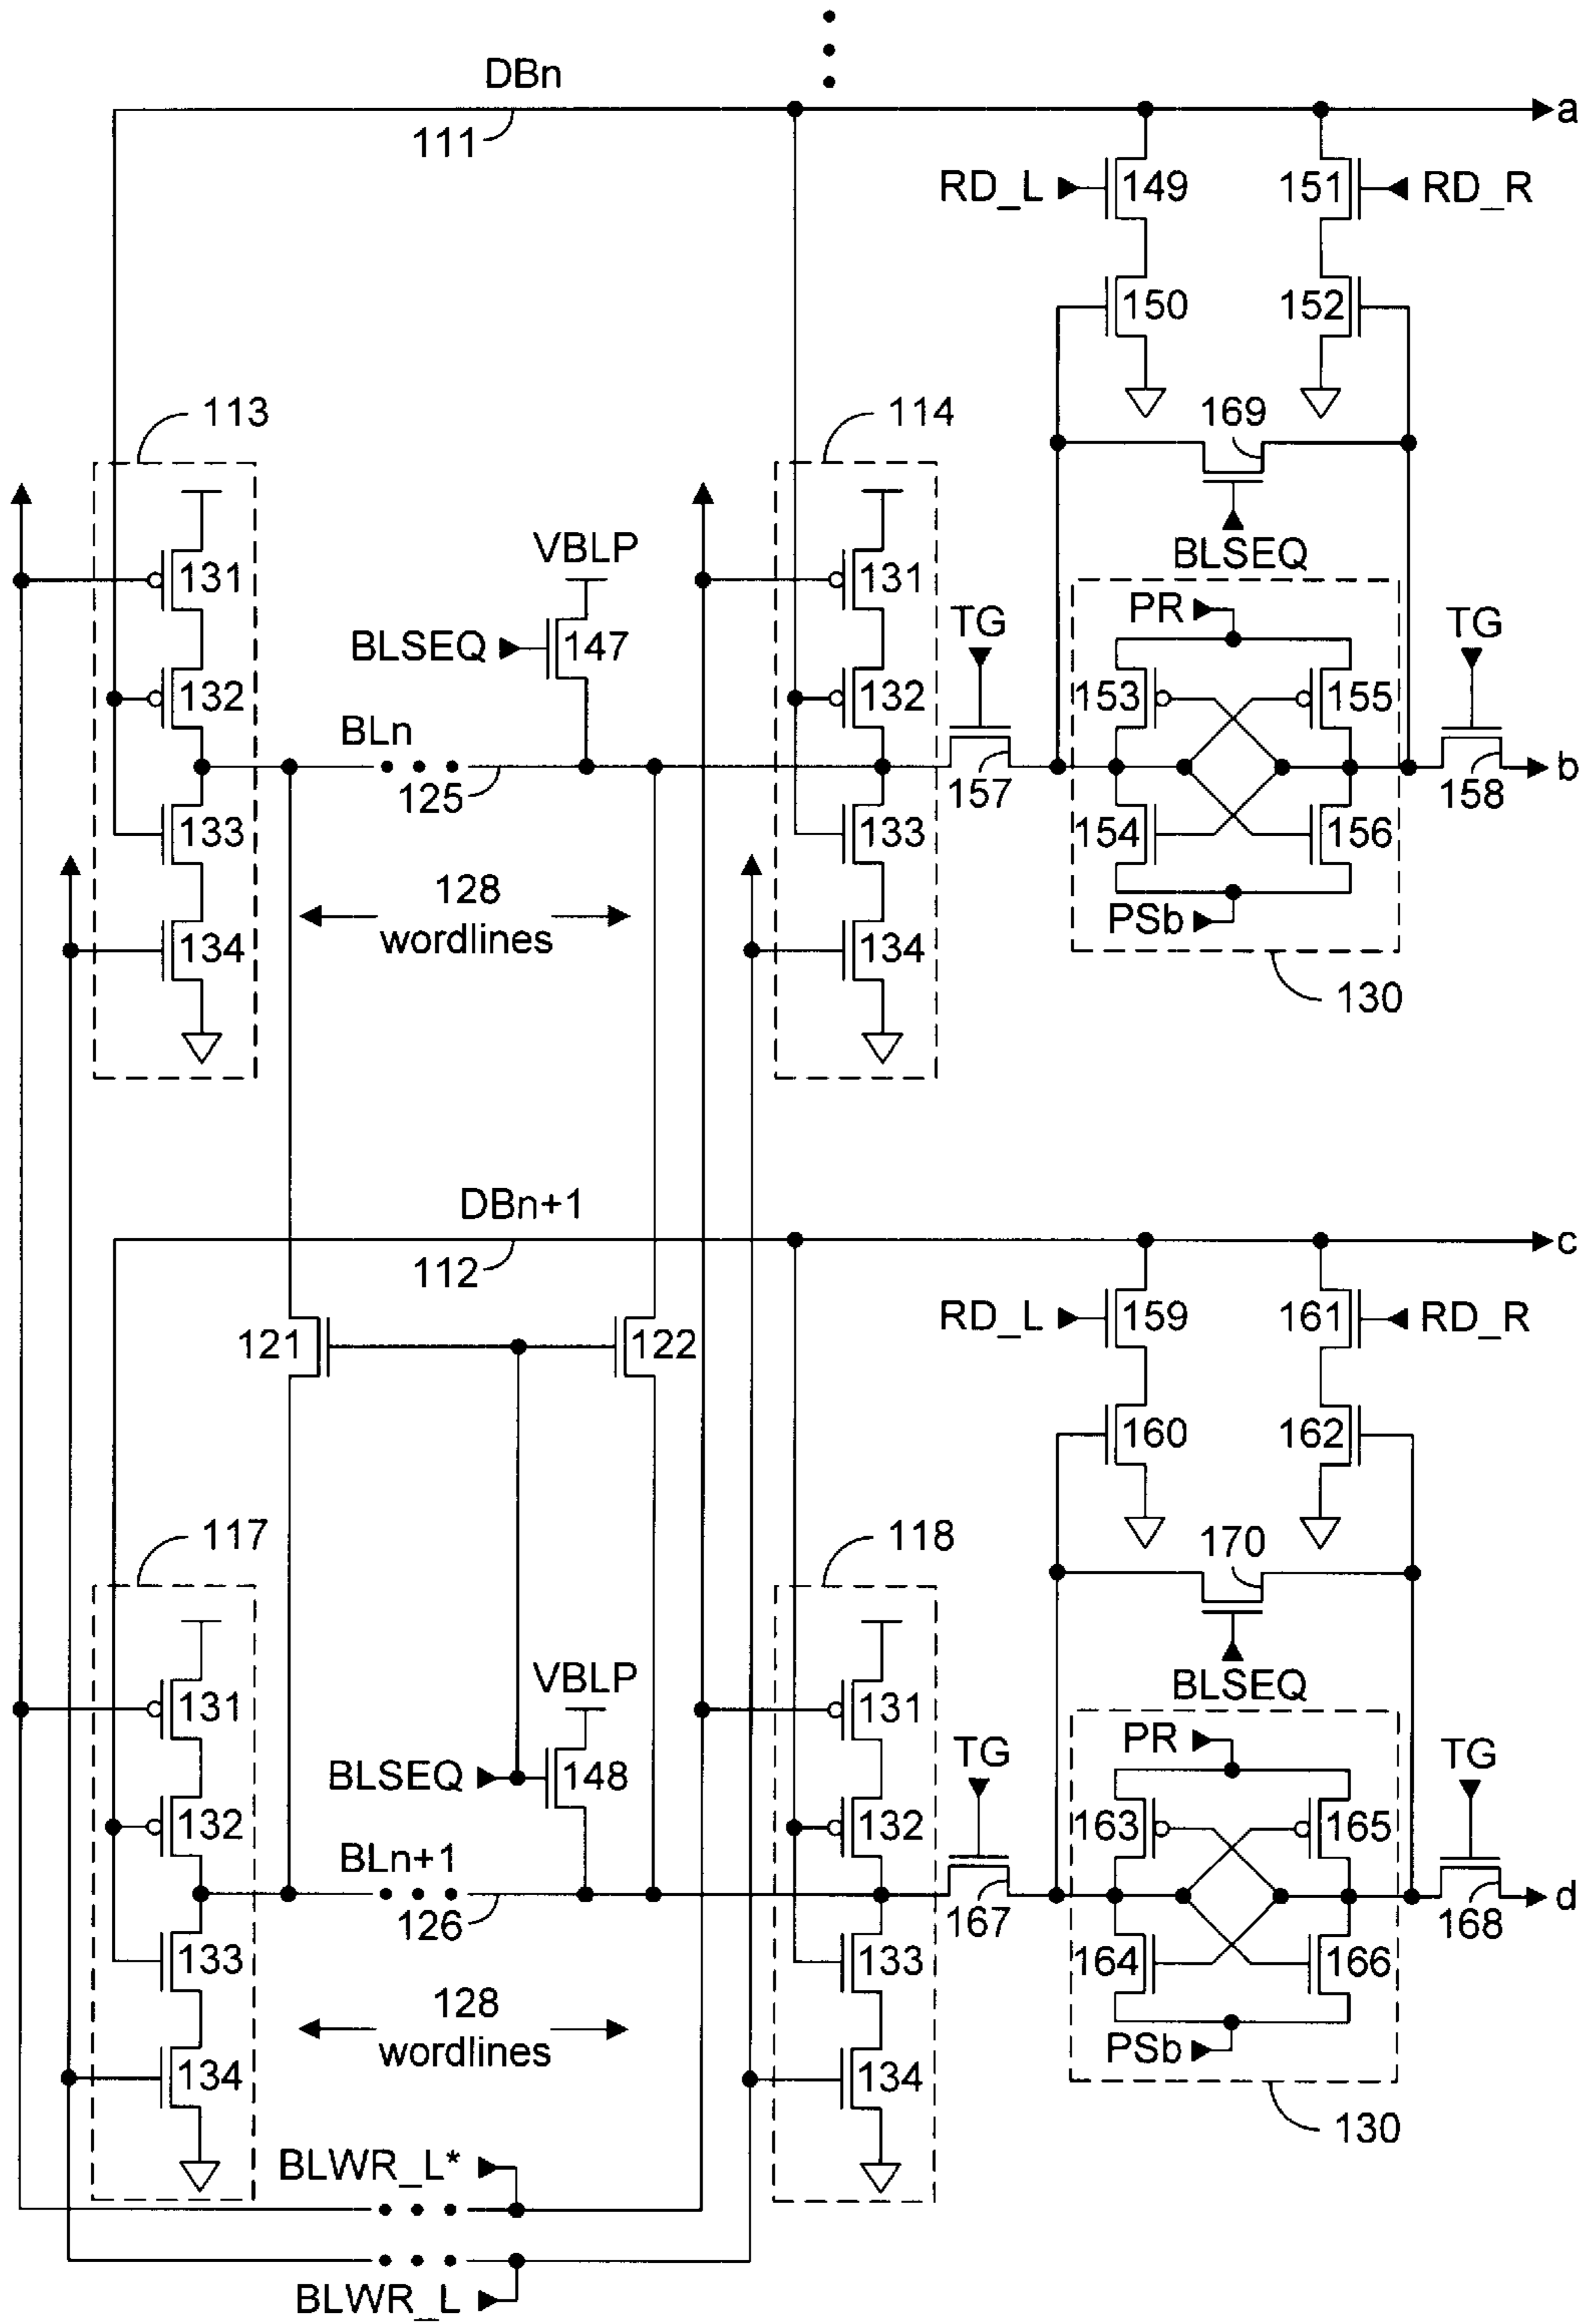 DBn
111
a
RD_L
149
151
RD_R
150
152
113
114
169
VBLP
131
131
BLSEQ
BLSEQ
147
PR
TG
TG
132
132
153
155
BLn
125
157
158
b
133
133
154
156
128
wordlines
134
134
PSb
130
DBn+1
112
c
RD_L
159
161
RD_R
121
122
160
162
117
118
170
VBLP
131
131
BLSEQ
BLSEQ
148
PR
TG
TG
132
132
163
165
BLn+1
126
167
168
d
133
133
164
166
128
wordlines
134
134
PSb
130
BLWR_L*
BLWR_L